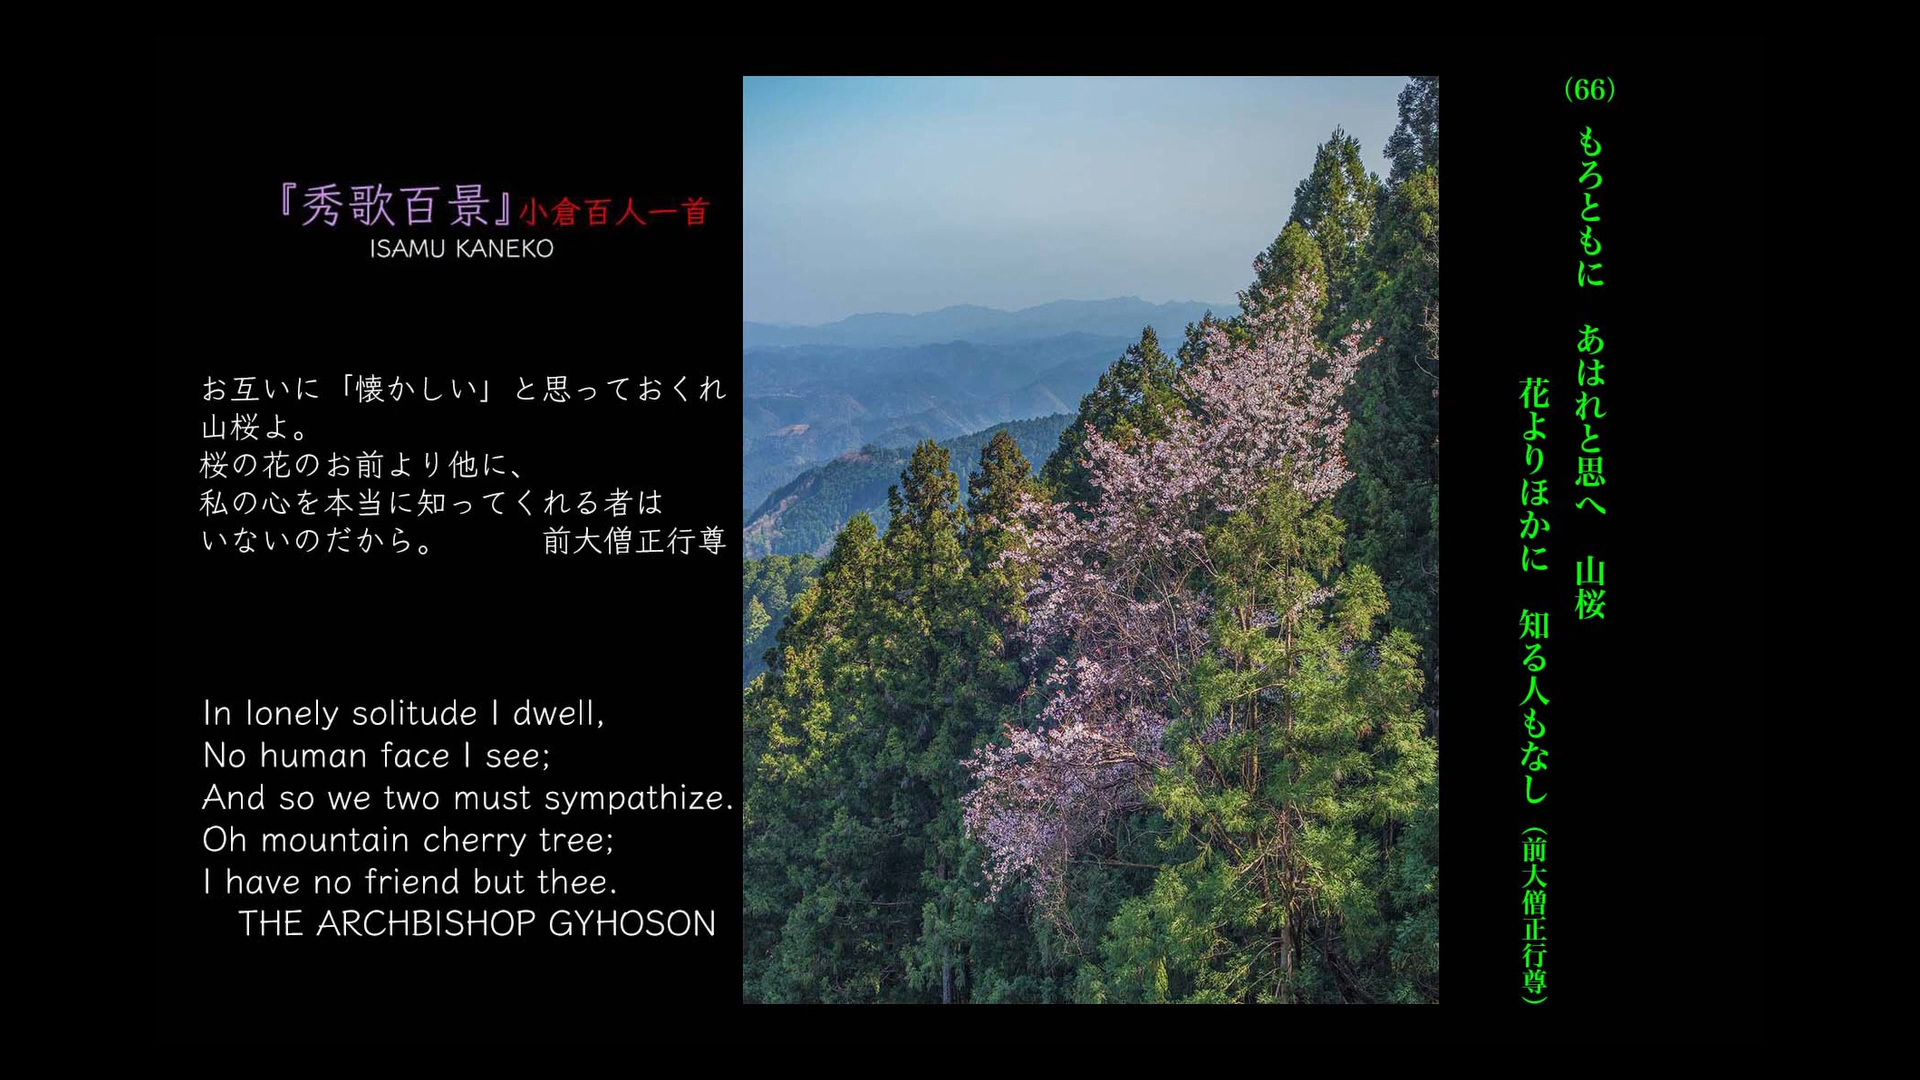 『秀歌百景』小倉百人一首
ISAMU KANEKO
お互いに「懐かしい」と思っておくれ
山桜よ。
桜の花のお前より他に、
私の心を本当に知ってくれる者は
いないのだから。 前大僧正行尊
In lonely solitude I dwell,
No human face I see;
And so we two must sympathize.
Oh mountain cherry tree;
I have no friend but thee.
THE ARCHBISHOP GYHOSON
(66) もろともに あはれと思へ 山桜
花よりほかに 知る人もなし(前大僧正行尊)